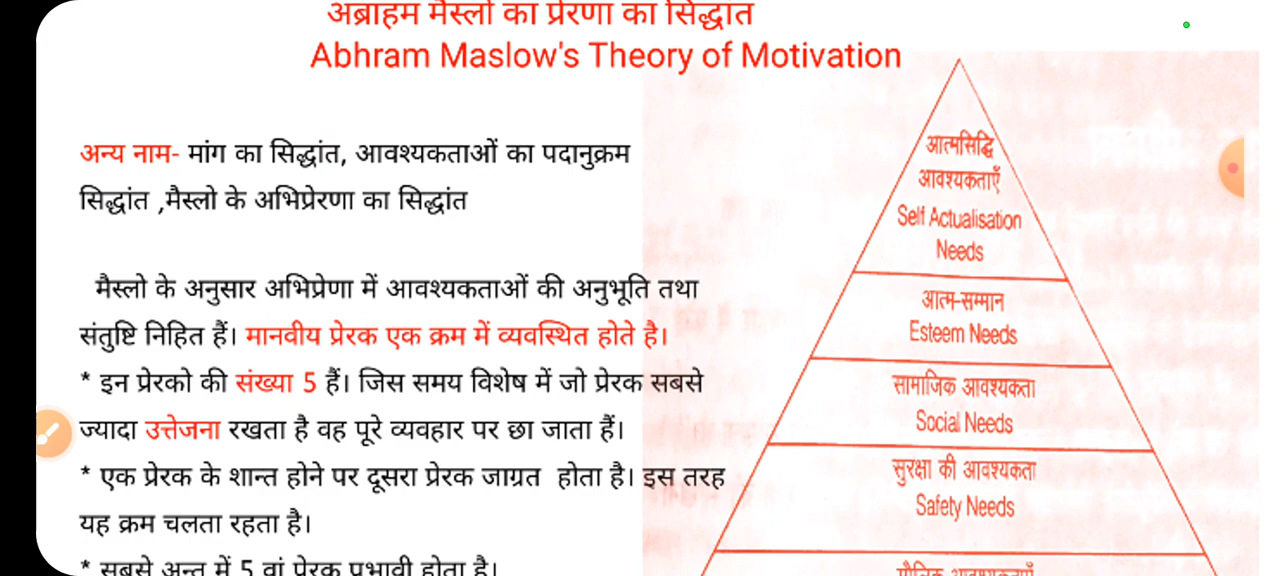 अब्राहम मैस्लो का प्रेरणा का सिद्धांत
Abhram Maslow's Theory of Motivation
अन्य नाम- मांग का सिद्धांत, आवश्यकताओं का पदानुक्रम
सिद्धांत ,मैस्लो के अभिप्रेरणा का सिद्धांत
मैस्लो के अनुसार अभिप्रेणा में आवश्यकताओं की अनुभूति तथा
संतुष्टि निहित हैं। मानवीय प्रेरक एक क्रम में व्यवस्थित होते है।
* इन प्रेरको की संख्या 5 हैं। जिस समय विशेष में जो प्रेरक सबसे
ज्यादा उत्तेजना रखता है वह पूरे व्यवहार पर छा जाता हैं।
* एक प्रेरक के शान्त होने पर दूसरा प्रेरक जाग्रत होता है। इस तरह
यह क्रम चलता रहता है।
* सबसे अन्त में 5 वां प्रेरक प्रभावी होता है।
आत्मसिद्धि
आवश्यकताएँ
Self Actualisation
Needs
आत्म-सम्मान
Esteem Needs
सामाजिक आवश्यकता
Social Needs
सुरक्षा की आवश्यकता
Safety Needs
मौलिक आवश्यकताएँ